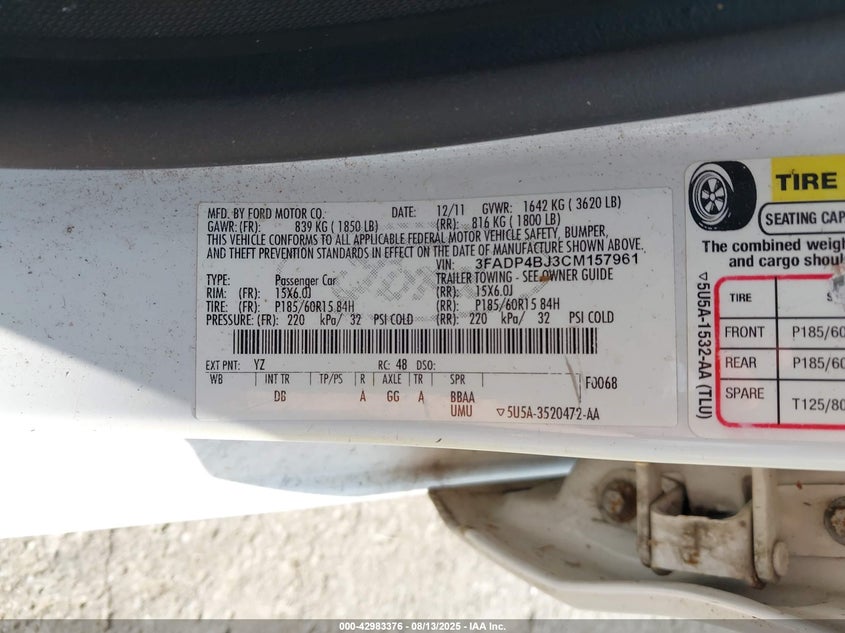 MFD. BY FORD MOTOR CO. DATE: 12/11 GVWR: 1642 KG ( 3620 LB)
GAWR: (FR): 839 KG ( 1850 LB) (RR): 816 KG ( 1800 LB)
THIS VEHICLE CONFORMS TO ALL APPLICABLE FEDERAL MOTOR VEHICLE SAFETY, BUMPER,
AND THEFT PREVENTION STANDARDS IN EFFECT ON THE DATE OF MANUFACTURE SHOWN ABOVE.
VIN: 3FADP4BJ3CM157961
TYPE: Passenger Car TRAILER TOWING - SEE OWNER GUIDE
RIM: (FR) 15X6.0J (RR): 15X6.0J
TIRE: (FR) P185/60R15 84H (RR): P185/60R15 84H
PRESSURE: (FR) 220 kPa/ 32 PSI COLD (RR): 220 kPa/ 32 PSI COLD
EXT PNT: YZ RC: 48 DSO:
WB INT TR TP/PS R AXLE TR SPR F0068
DB A GG A BBAA
UMU ▽5U5A-3520472-AA
▽5U5A-1532-AA (TLU)
TIRE
SEATING CAP
The combined weigh
and cargo shoul
TIRE S
FRONT P185/60
REAR P185/60
SPARE T125/80
000-42983376 - 08/13/2025 - IAA Inc.